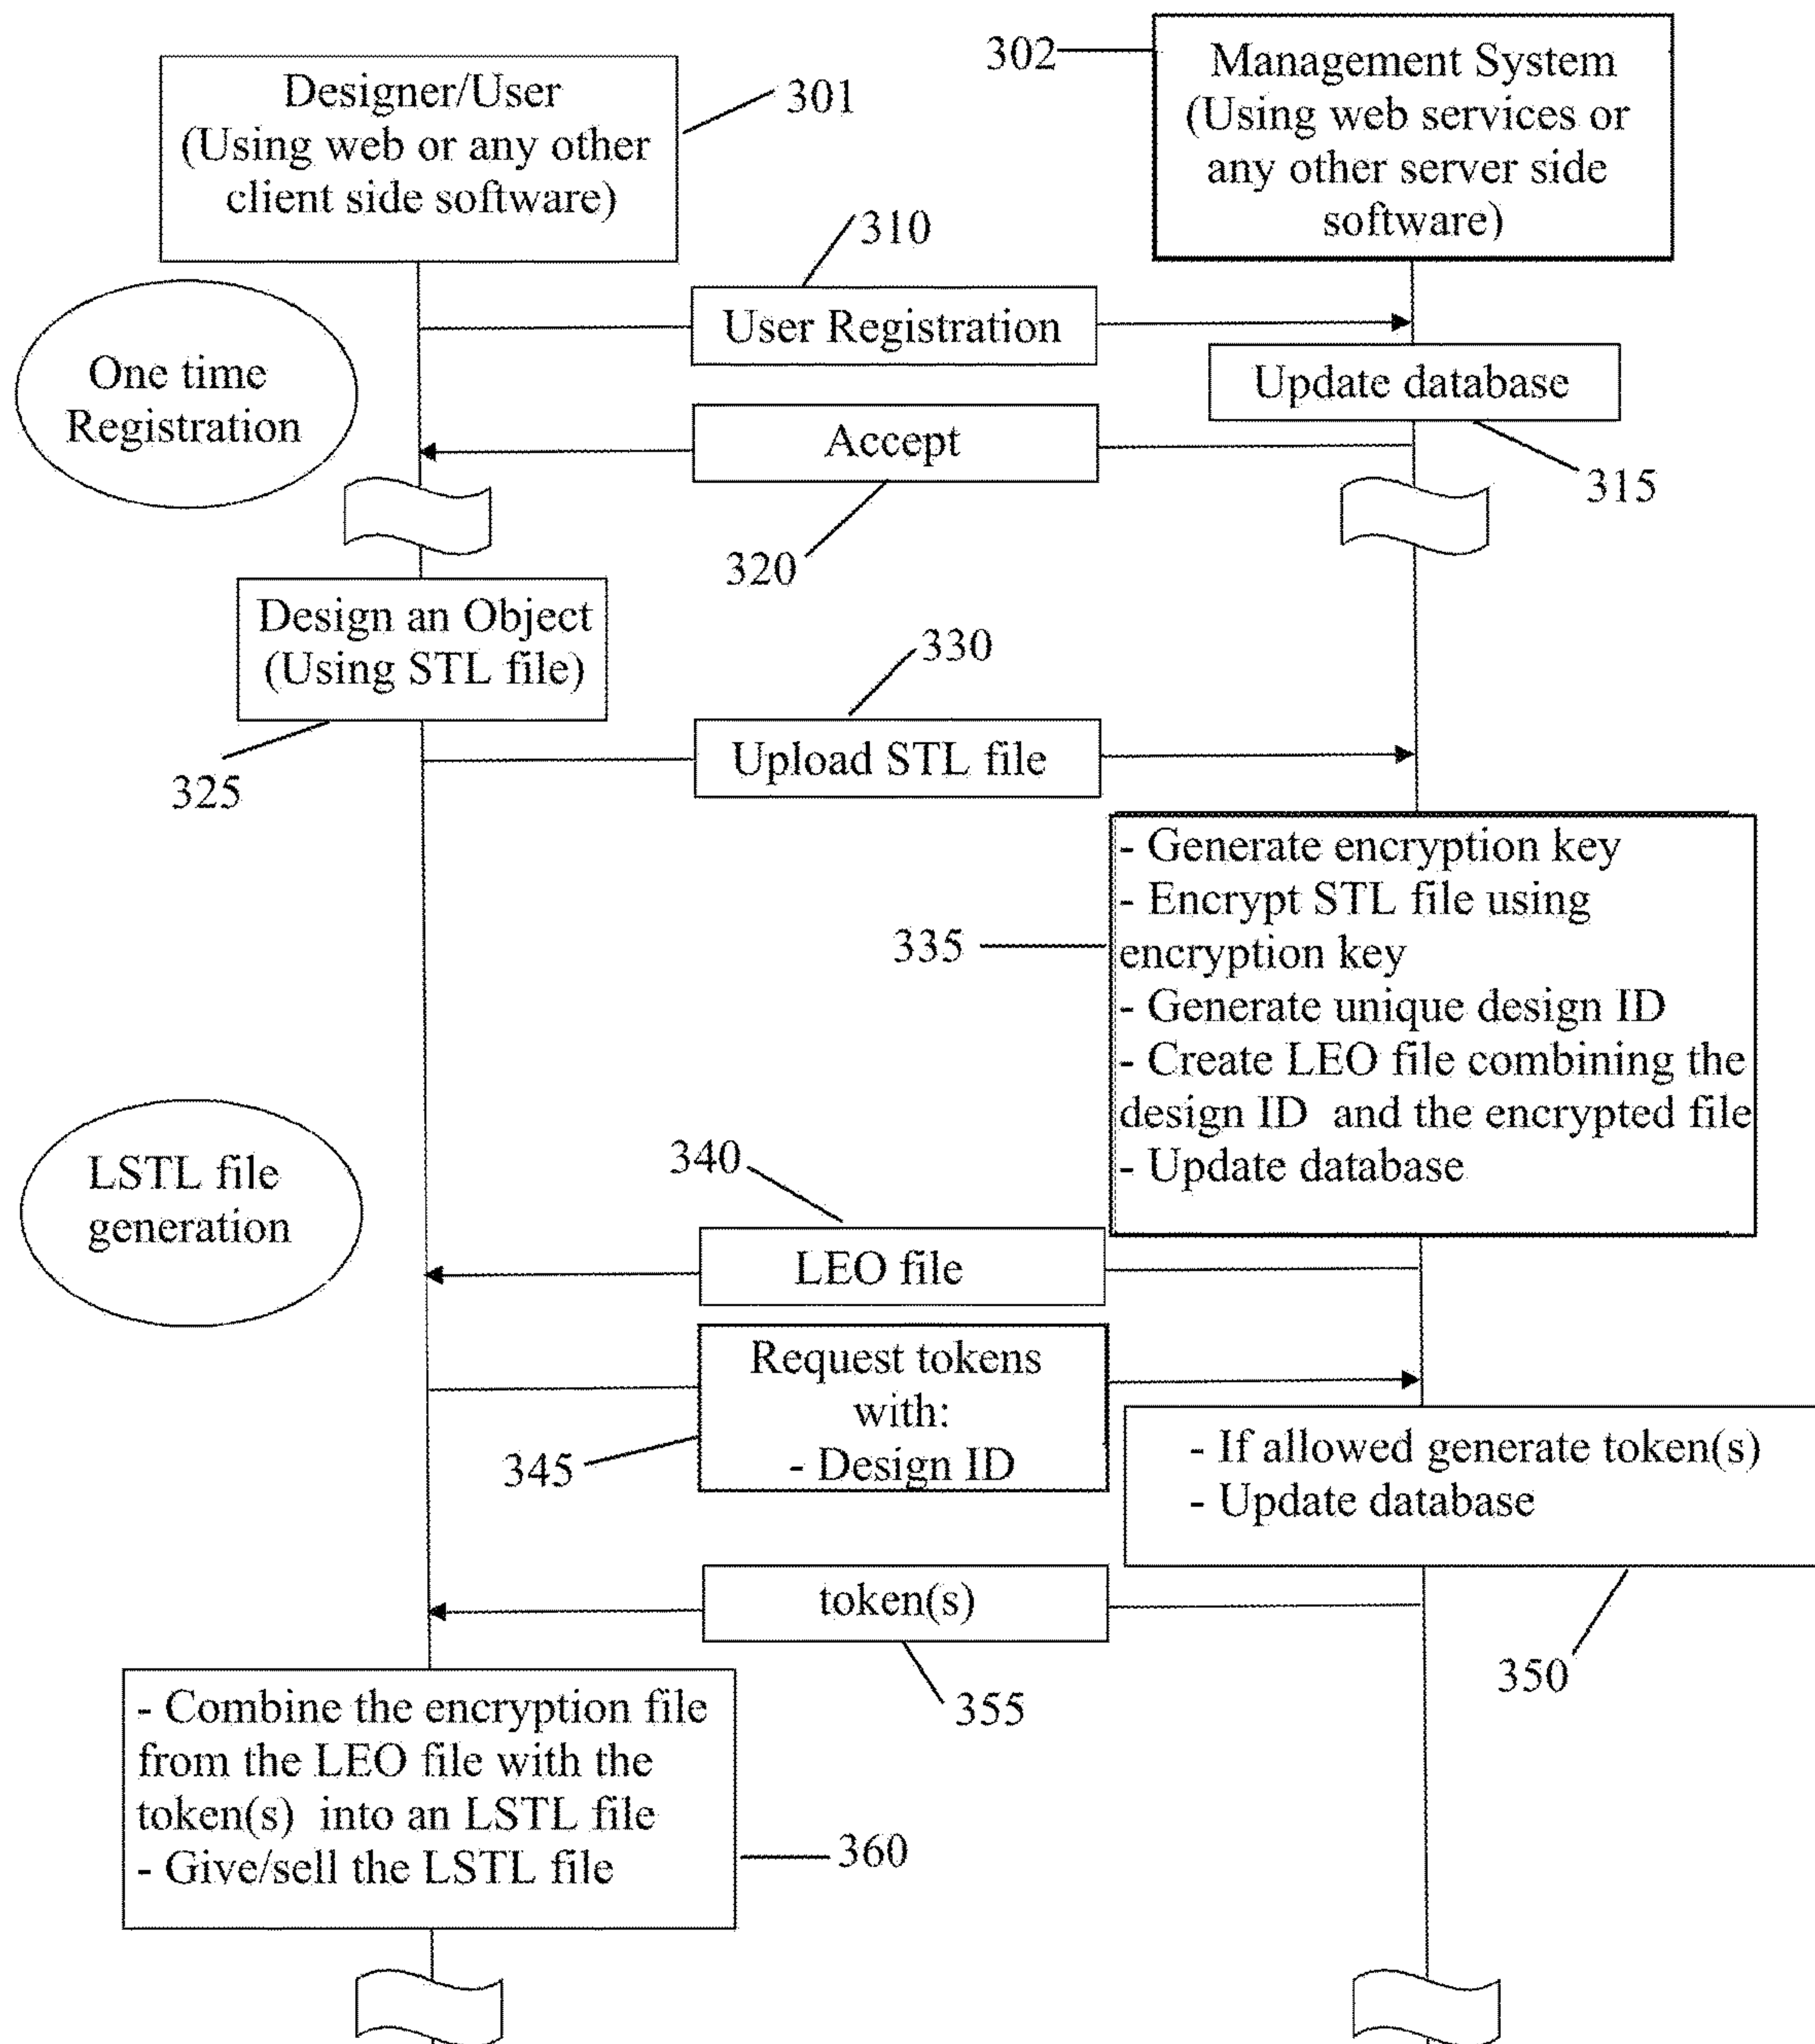 Designer/User
(Using web or any other
client side software)
301
302
Management System
(Using web services or
any other server side
software)
310
User Registration
One time
Registration
Update database
Accept
315
320
Design an Object
(Using STL file)
325
330
Upload STL file
335
- Generate encryption key
- Encrypt STL file using
encryption key
- Generate unique design ID
- Create LEO file combining the
design ID and the encrypted file
- Update database
LSTL file
generation
340
LEO file
Request tokens
with:
- Design ID
345
- If allowed generate token(s)
- Update database
350
token(s)
355
- Combine the encryption file
from the LEO file with the
token(s) into an LSTL file
- Give/sell the LSTL file
360